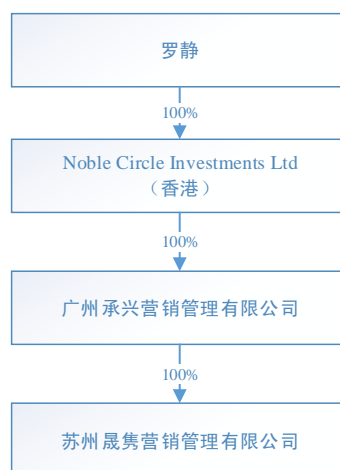 罗静
100%
Noble Circle Investments Ltd
（香港）
100%
广州承兴营销管理有限公司
100%
苏州晟隽营销管理有限公司